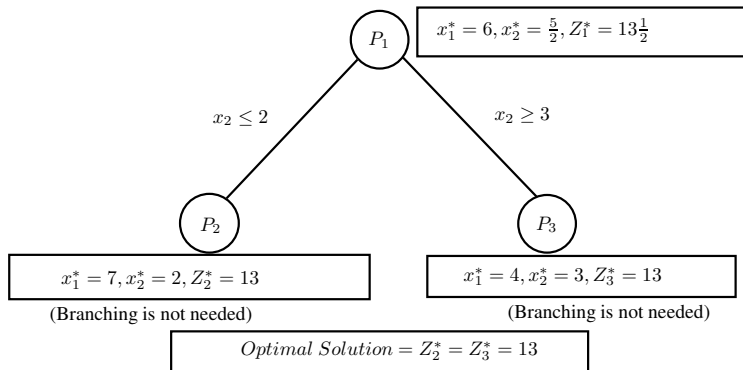 P₁
x₁* = 6, x₂* = 5/2, Z₁* = 13 1/2
x₂ ≤ 2
x₂ ≥ 3
P₂
P₃
x₁* = 7, x₂* = 2, Z₂* = 13
x₁* = 4, x₂* = 3, Z₃* = 13
(Branching is not needed)
(Branching is not needed)
Optimal Solution = Z₂* = Z₃* = 13